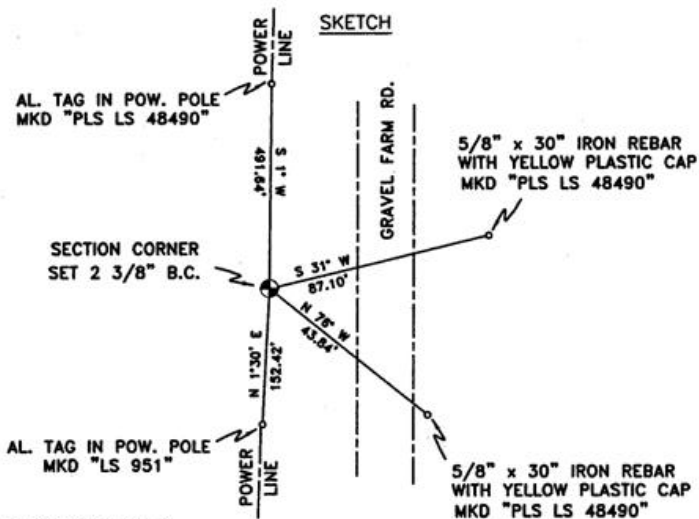 SKETCH
POWER
LINE
AL. TAG IN POW. POLE
MKD "PLS LS 48490"
S 1° W
491.64'
GRAVEL FARM RD.
5/8" x 30" IRON REBAR
WITH YELLOW PLASTIC CAP
MKD "PLS LS 48490"
SECTION CORNER
SET 2 3/8" B.C.
S 31° W
87.10'
N 76° W
43.84'
N 1°30' E
152.42'
AL. TAG IN POW. POLE
MKD "LS 951"
POWER
LINE
5/8" x 30" IRON REBAR
WITH YELLOW PLASTIC CAP
MKD "PLS LS 48490"